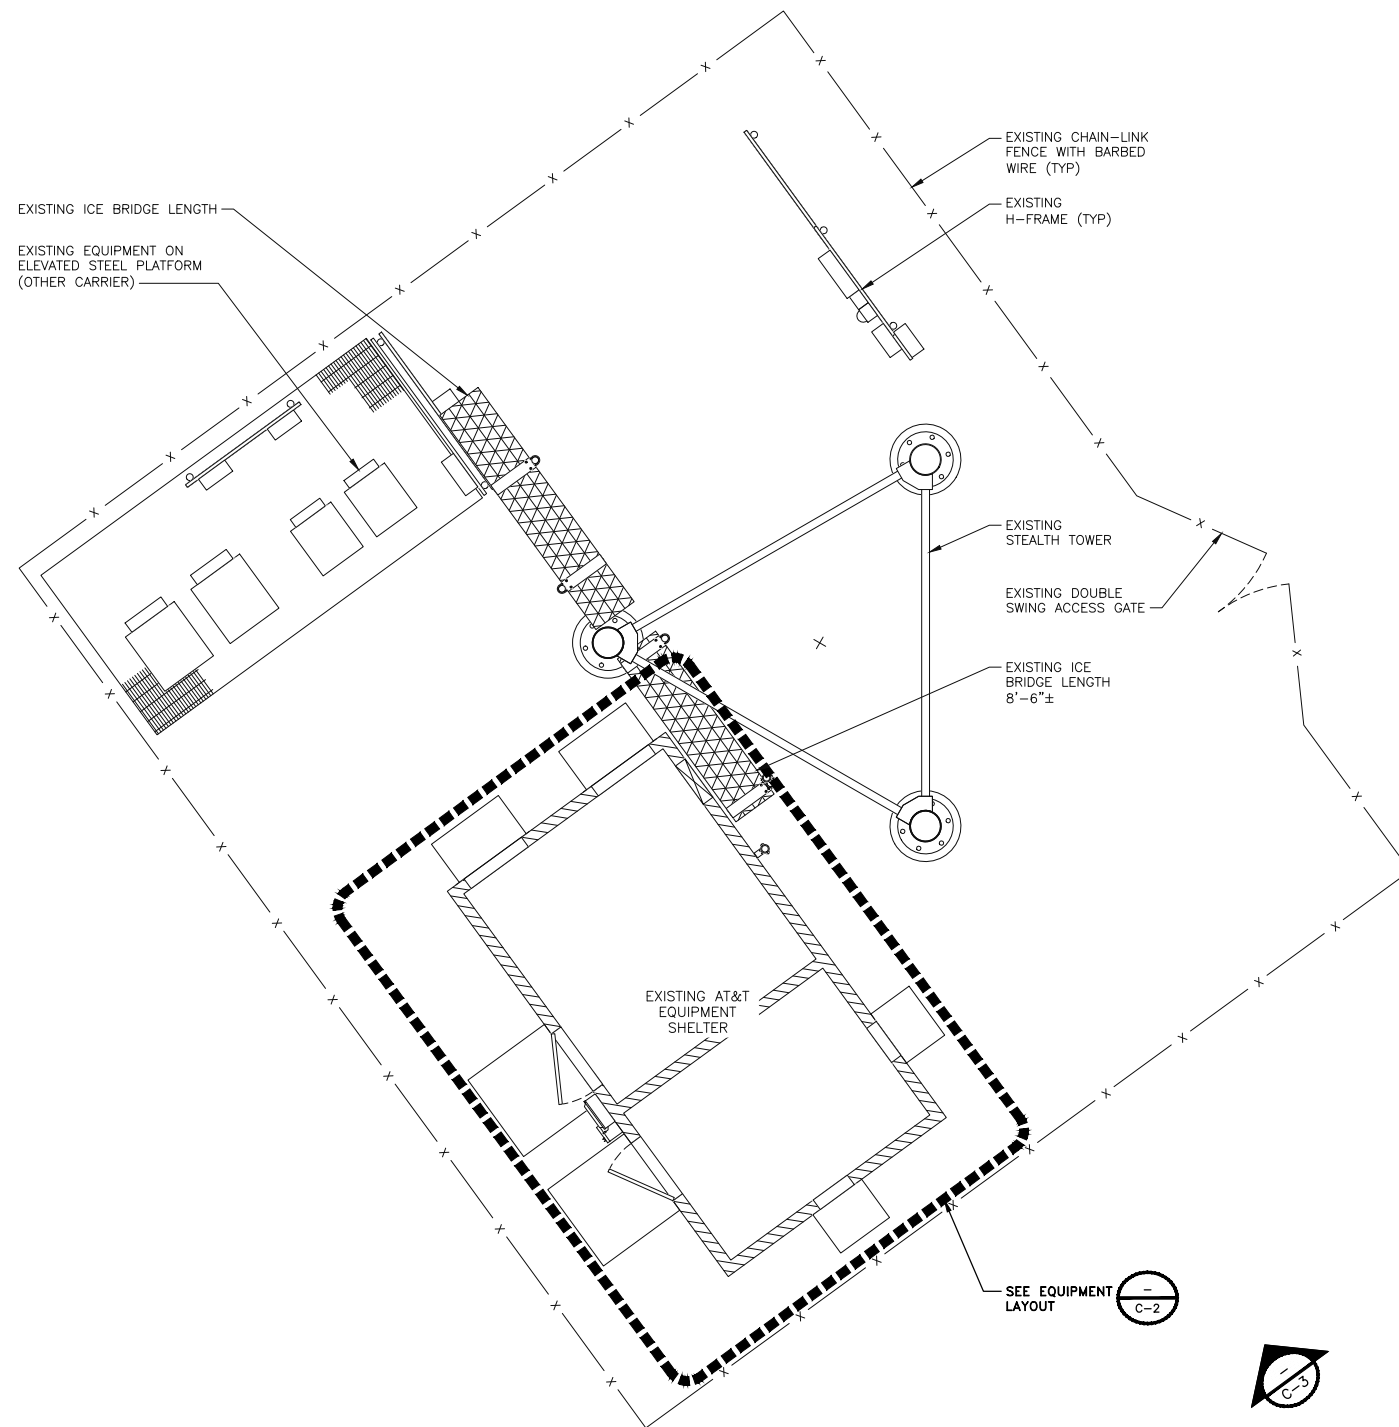 EXISTING CHAIN-LINK
FENCE WITH BARBED
WIRE (TYP)
EXISTING
H-FRAME (TYP)
EXISTING ICE BRIDGE LENGTH
EXISTING EQUIPMENT ON
ELEVATED STEEL PLATFORM
(OTHER CARRIER)
EXISTING
STEALTH TOWER
EXISTING DOUBLE
SWING ACCESS GATE
EXISTING ICE
BRIDGE LENGTH
8'-6"±
EXISTING AT&T
EQUIPMENT
SHELTER
SEE EQUIPMENT
LAYOUT
-
C-2
-
C-3